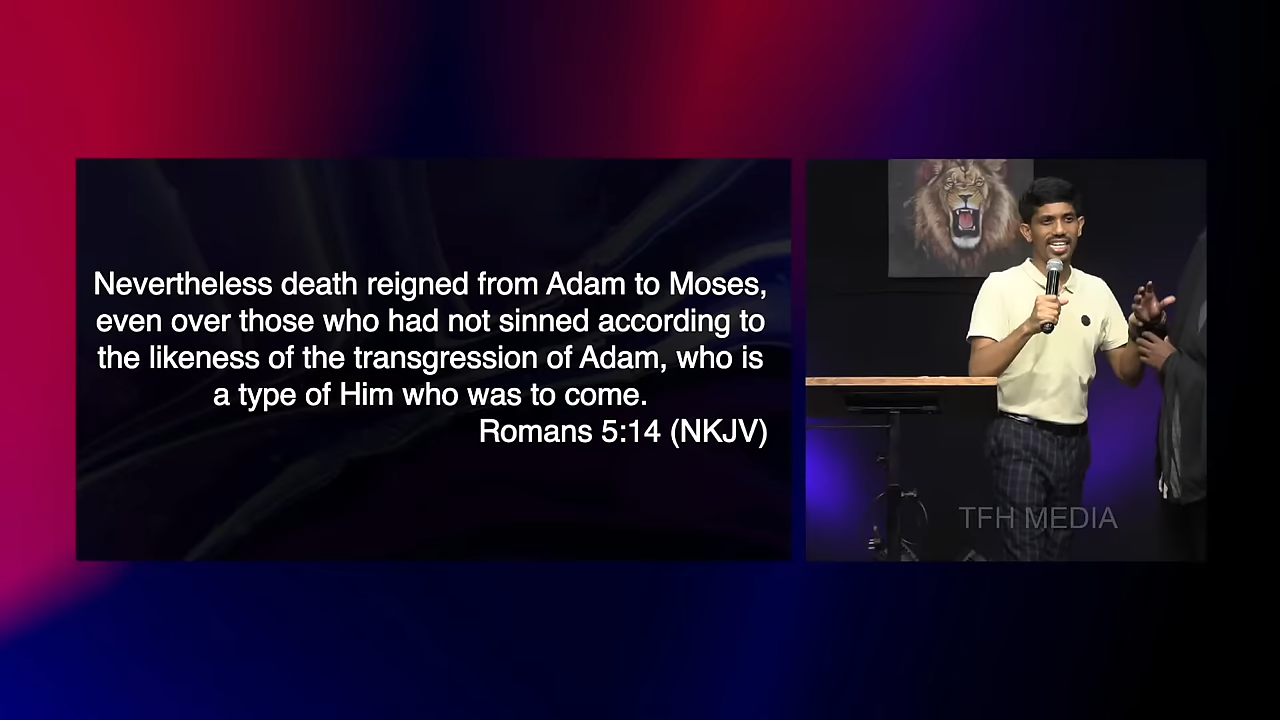 Nevertheless death reigned from Adam to Moses,
even over those who had not sinned according to
the likeness of the transgression of Adam, who is
a type of Him who was to come.
Romans 5:14 (NKJV)
TFH MEDIA